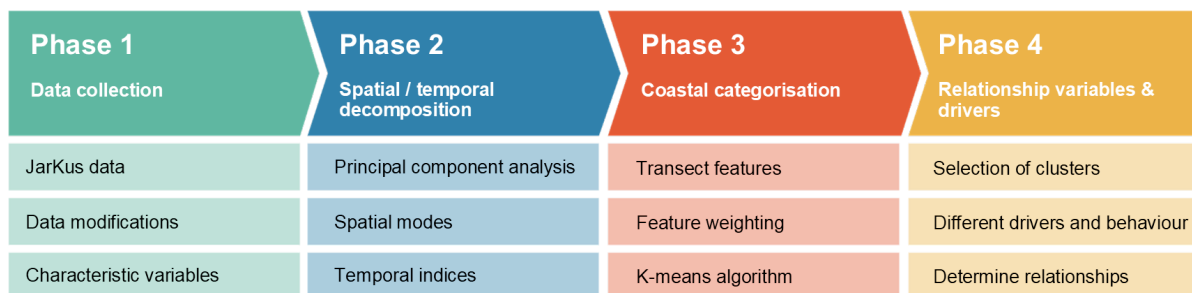 Phase 1
Data collection
JarKus data
Data modifications
Characteristic variables
Phase 2
Spatial / temporal
decomposition
Principal component analysis
Spatial modes
Temporal indices
Phase 3
Coastal categorisation
Transect features
Feature weighting
K-means algorithm
Phase 4
Relationship variables &
drivers
Selection of clusters
Different drivers and behaviour
Determine relationships